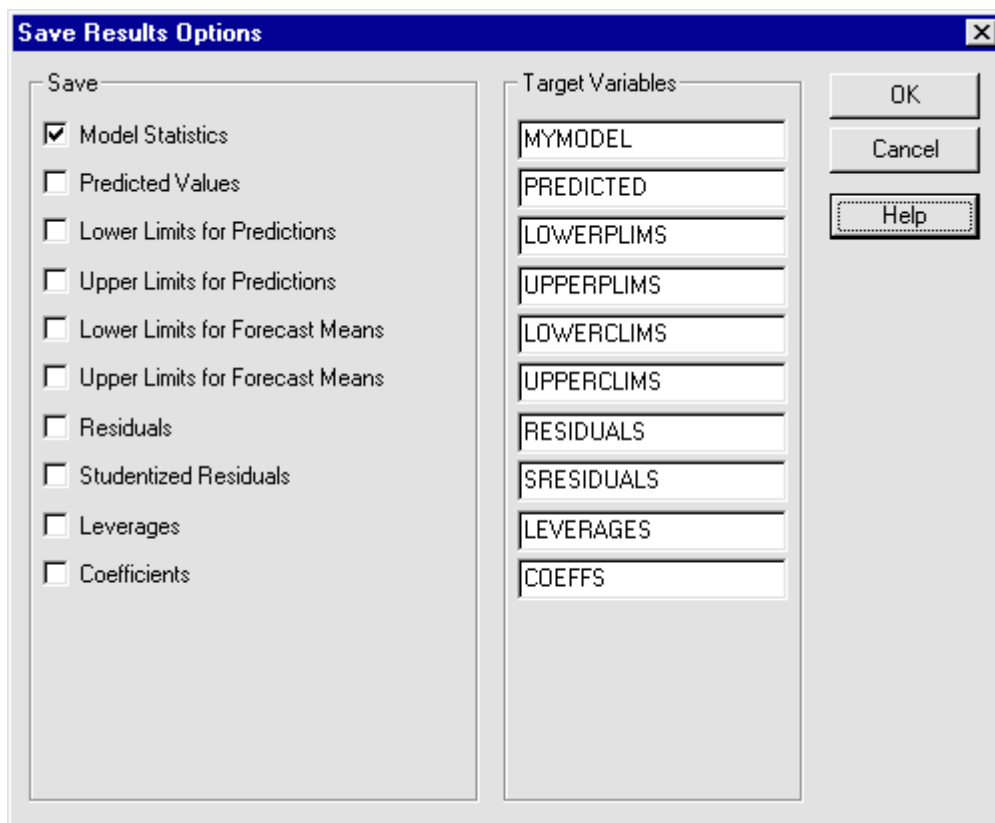 Save Results Options
Save
Target Variables
OK
Model Statistics
MYMODEL
Cancel
Predicted Values
PREDICTED
Help
Lower Limits for Predictions
LOWERPLIMS
Upper Limits for Predictions
UPPERPLIMS
Lower Limits for Forecast Means
LOWERCLIMS
Upper Limits for Forecast Means
UPPERCLIMS
Residuals
RESIDUALS
Studentized Residuals
SRESIDUALS
Leverages
LEVERAGES
Coefficients
COEFFS